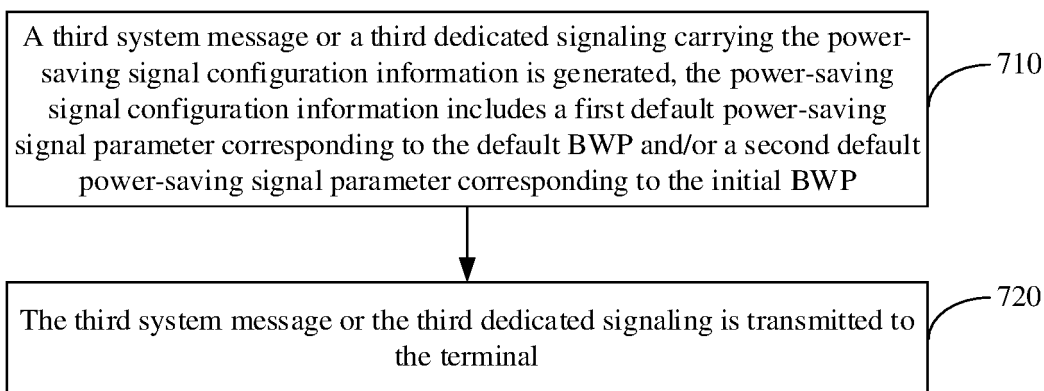 A third system message or a third dedicated signaling carrying the power-
saving signal configuration information is generated, the power-saving
signal configuration information includes a first default power-saving
signal parameter corresponding to the default BWP and/or a second default
power-saving signal parameter corresponding to the initial BWP
710
The third system message or the third dedicated signaling is transmitted to
the terminal
720